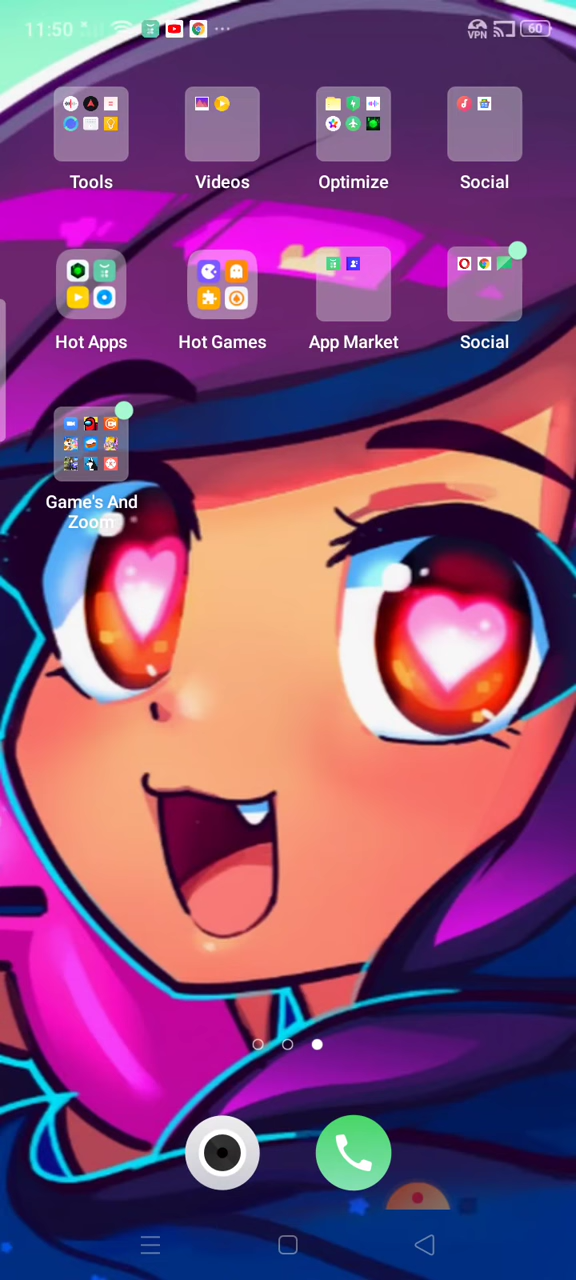 11:50
VPN
60
Tools
Videos
Optimize
Social
Hot Apps
Hot Games
App Market
Social
Game's And
Zoom